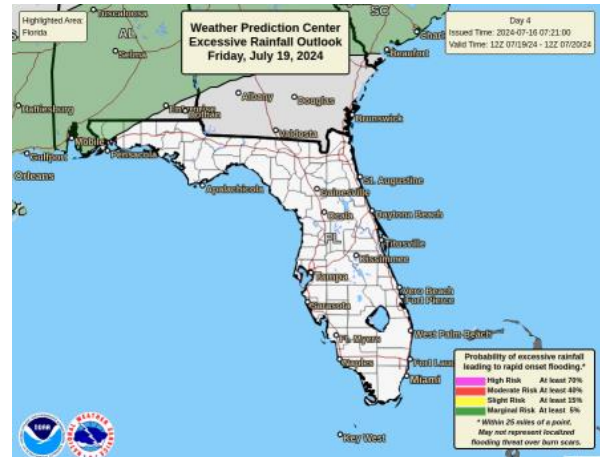 Highlighted Area:
Florida
Weather Prediction Center
Excessive Rainfall Outlook
Friday, July 19, 2024
Day 4
Issued Time: 2024-07-16 07:21:00
Valid Time: 12Z 07/19/24 - 12Z 07/20/24
Tuscaloosa
AL
SC
Selma
Beaufort
Hattiesburg
Enterprise
Dothan
Albany
Douglas
Brunswick
Valdosta
Mobile
Pensacola
Gulfport
Orleans
Apalachicola
St. Augustine
Gainesville
Ocala
Daytona Beach
FL
Titusville
Kissimmee
Tampa
Vero Beach
Fort Pierce
Sarasota
West Palm Beach
Ft. Myers
Naples
Fort Lau
Miami
Key West
Probability of excessive rainfall
leading to rapid onset flooding.*
High Risk At least 70%
Moderate Risk At least 40%
Slight Risk At least 15%
Marginal Risk At least 5%
* Within 25 miles of a point.
May not represent localized
flooding threat over burn scars.
NOAA